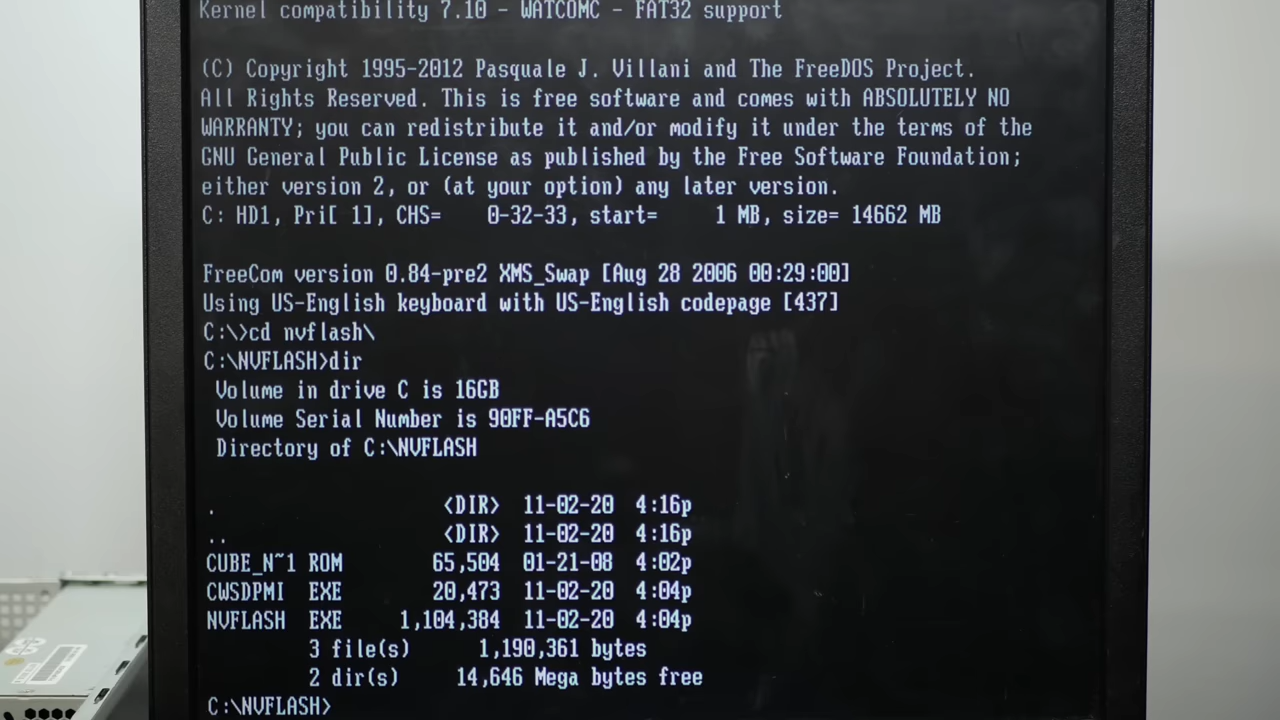 Kernel compatibility 7.10 - WATCOMC - FAT32 support
(C) Copyright 1995-2012 Pasquale J. Villani and The FreeDOS Project.
All Rights Reserved. This is free software and comes with ABSOLUTELY NO
WARRANTY; you can redistribute it and/or modify it under the terms of the
GNU General Public License as published by the Free Software Foundation;
either version 2, or (at your option) any later version.
C: HD1, Pri[ 1], CHS=    0-32-33, start=     1 MB, size= 14662 MB
FreeCom version 0.84-pre2 XMS_Swap [Aug 28 2006 00:29:00]
Using US-English keyboard with US-English codepage [437]
C:\>cd nvflash\
C:\NVFLASH>dir
Volume in drive C is 16GB
Volume Serial Number is 90FF-A5C6
Directory of C:\NVFLASH
. <DIR> 11-02-20 4:16p
.. <DIR> 11-02-20 4:16p
CUBE_N~1 ROM 65,504 01-21-08 4:02p
CWSDPMI EXE 20,473 11-02-20 4:04p
NVFLASH EXE 1,104,384 11-02-20 4:04p
3 file(s) 1,190,361 bytes
2 dir(s) 14,646 Mega bytes free
C:\NVFLASH>